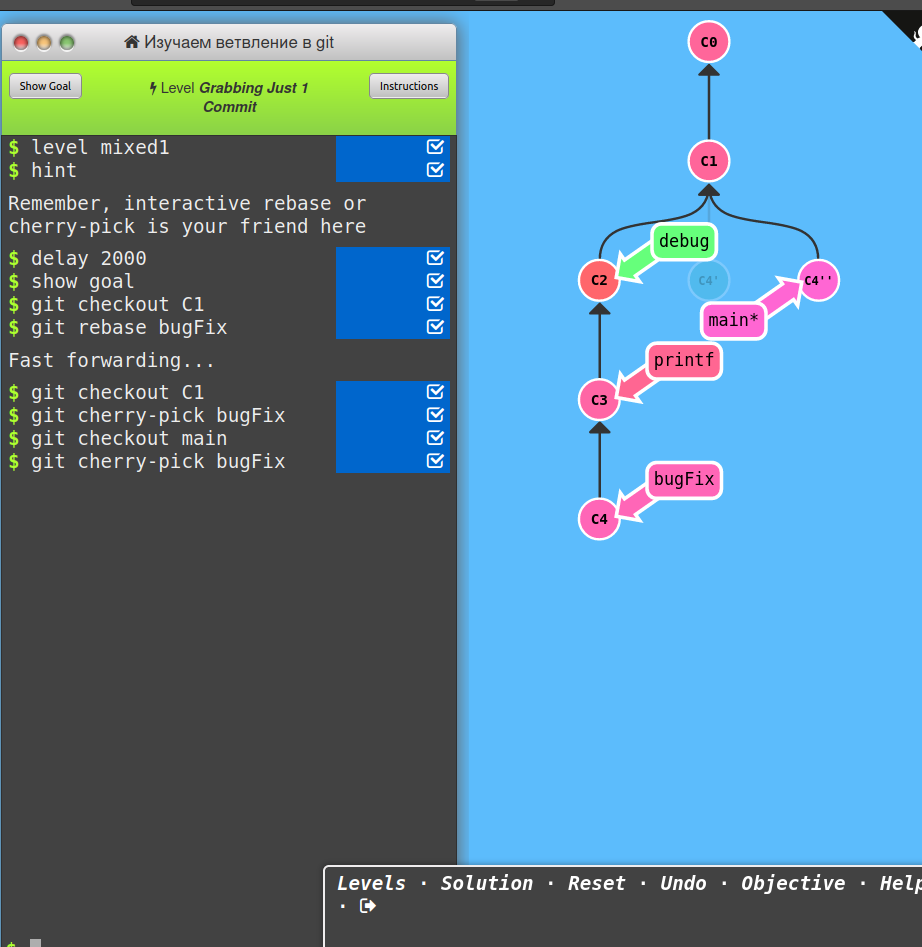 Изучаем ветвление в git
Show Goal
Level Grabbing Just 1
Commit
Instructions
$ level mixed1
$ hint
Remember, interactive rebase or
cherry-pick is your friend here
$ delay 2000
$ show goal
$ git checkout C1
$ git rebase bugFix
Fast forwarding...
$ git checkout C1
$ git cherry-pick bugFix
$ git checkout main
$ git cherry-pick bugFix
$
C0
C1
debug
C2
C4'
C4''
main*
printf
C3
bugFix
C4
Levels · Solution · Reset · Undo · Objective · Help
·